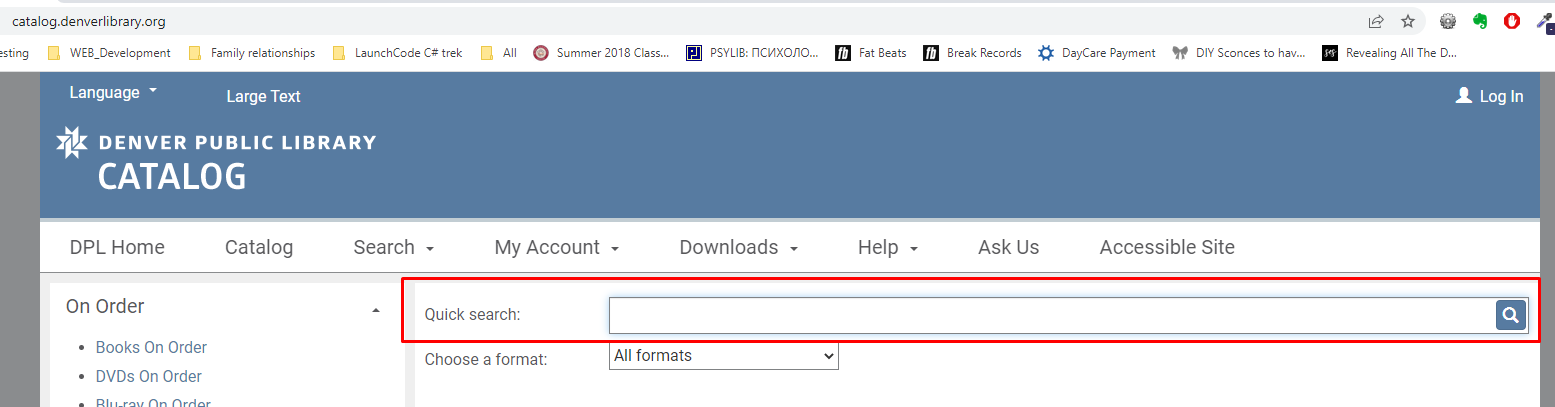 catalog.denverlibrary.org
esting WEB_Development Family relationships LaunchCode C# trek All Summer 2018 Class... PSYLIB: ПСИХОЛО... Fat Beats Break Records DayCare Payment DIY Sconces to hav... Revealing All The D...
Language Large Text Log In
DENVER PUBLIC LIBRARY
CATALOG
DPL Home Catalog Search My Account Downloads Help Ask Us Accessible Site
On Order
Quick search:
Books On Order
Choose a format: All formats
DVDs On Order
Blu-ray On Order